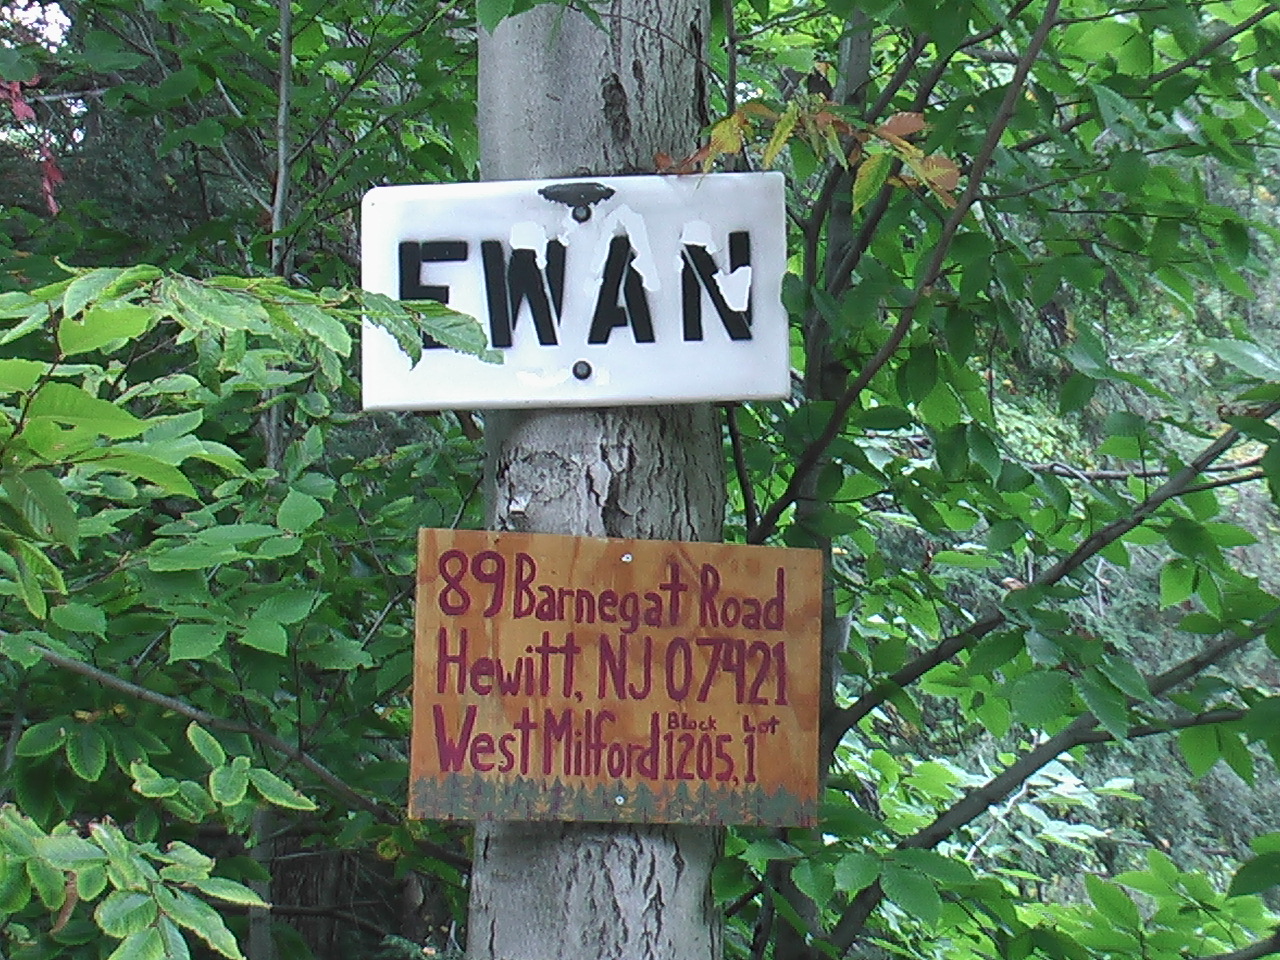 EWAN
89 Barnegat Road
Hewitt, NJ 07421
West Milford Block 1205, Lot 1